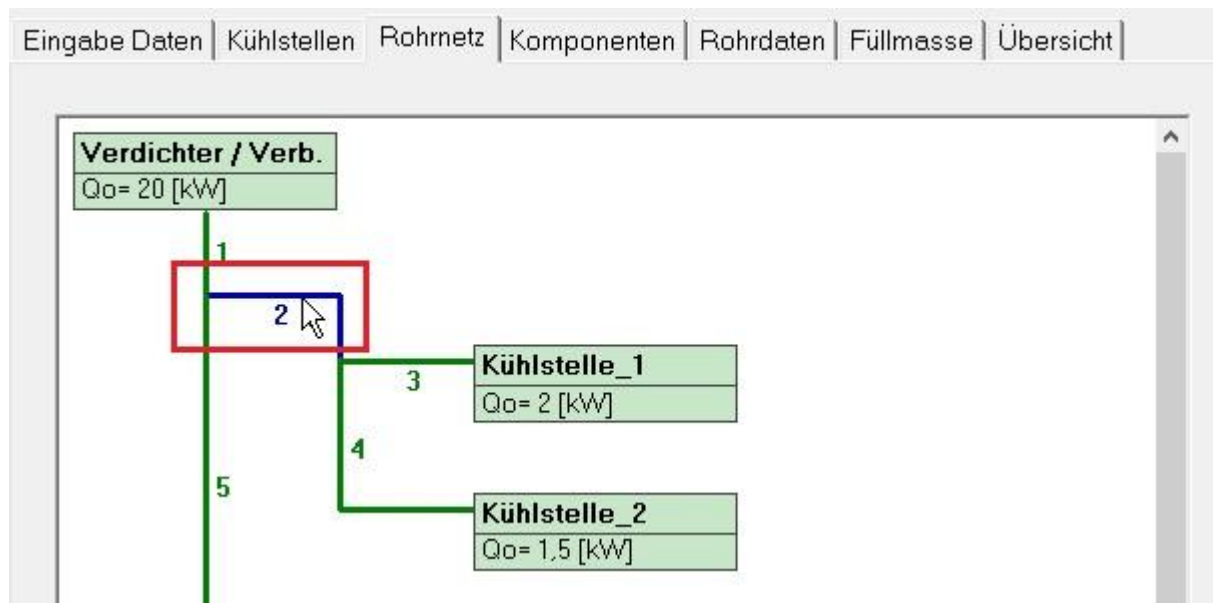 Eingabe Daten Kühlstellen Rohrnetz Komponenten Rohrdaten Füllmasse Übersicht
Verdichter / Verb.
Qo= 20 [kW]
1
2
3
Kühlstelle_1
Qo= 2 [kW]
4
5
Kühlstelle_2
Qo= 1,5 [kW]